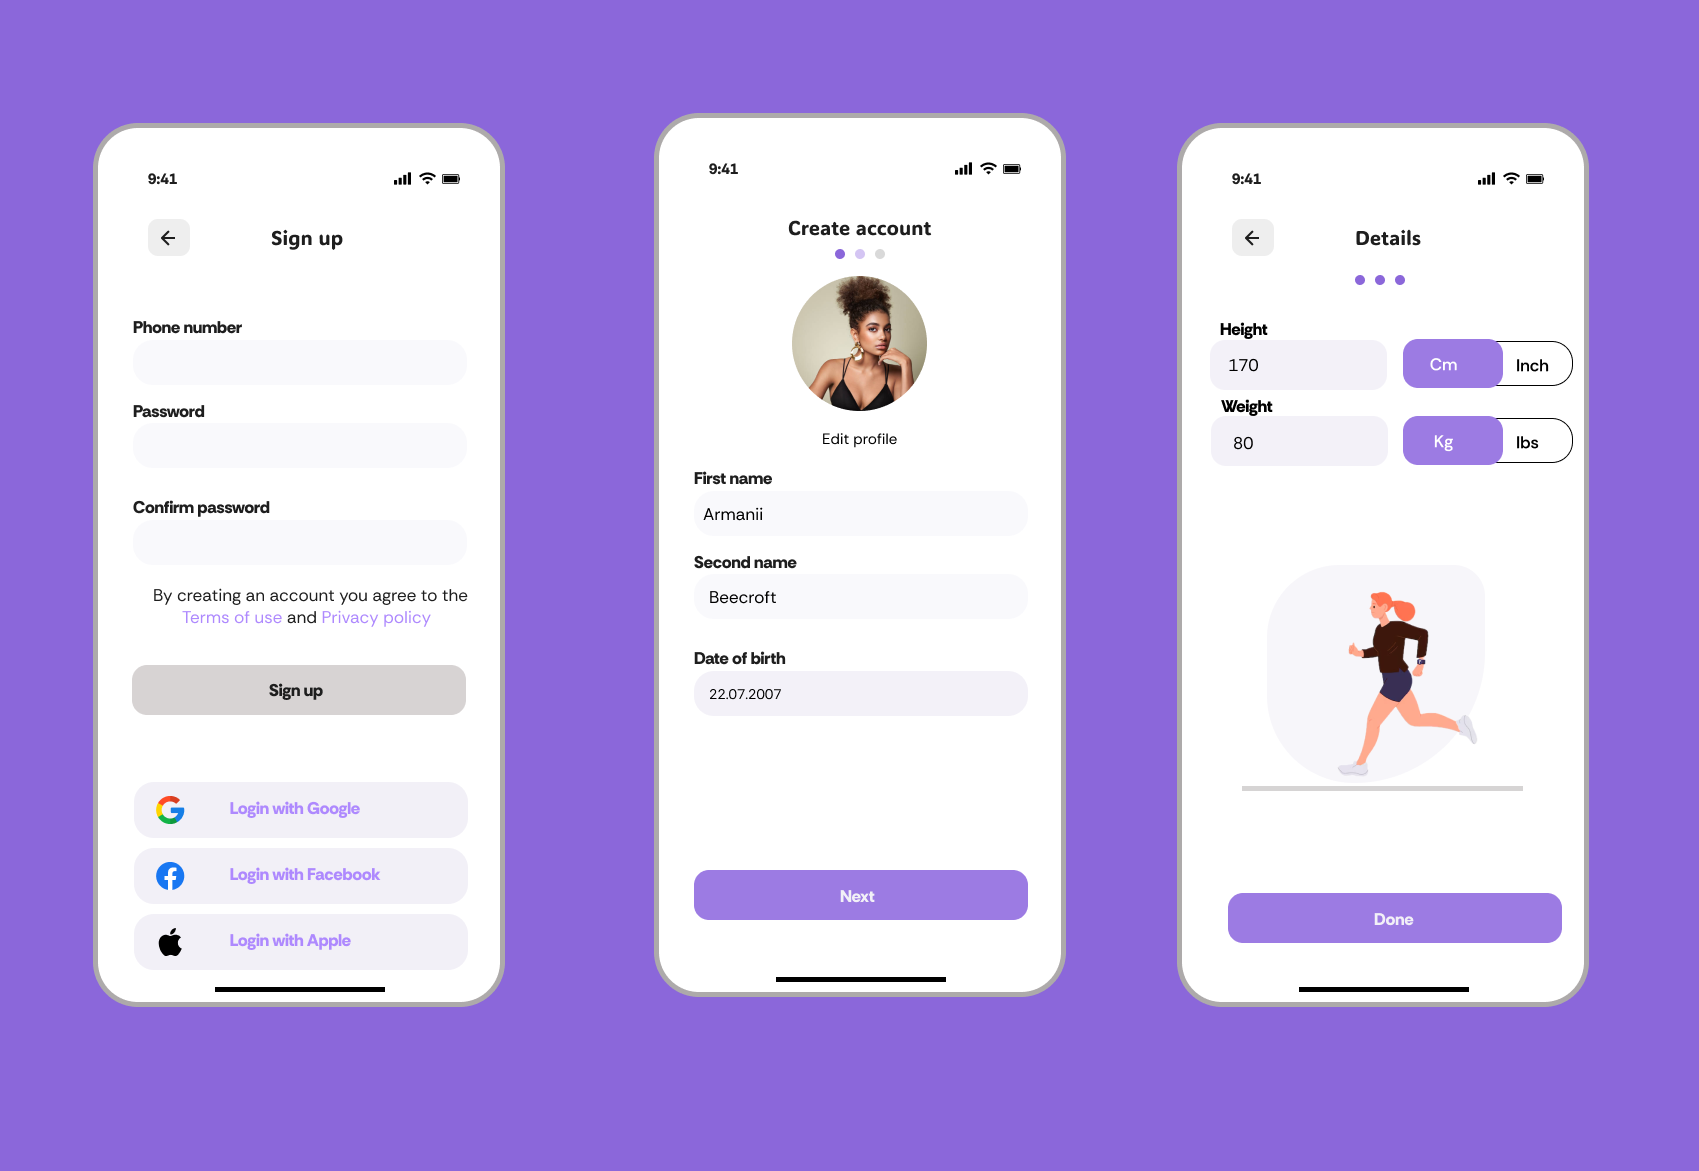 9:41
Sign up
Phone number
Password
Confirm password
By creating an account you agree to the
Terms of use and Privacy policy
Sign up
Login with Google
Login with Facebook
Login with Apple
9:41
Create account
Edit profile
First name
Armanii
Second name
Beecroft
Date of birth
22.07.2007
Next
9:41
Details
Height
170
Cm
Inch
Weight
80
Kg
lbs
Done